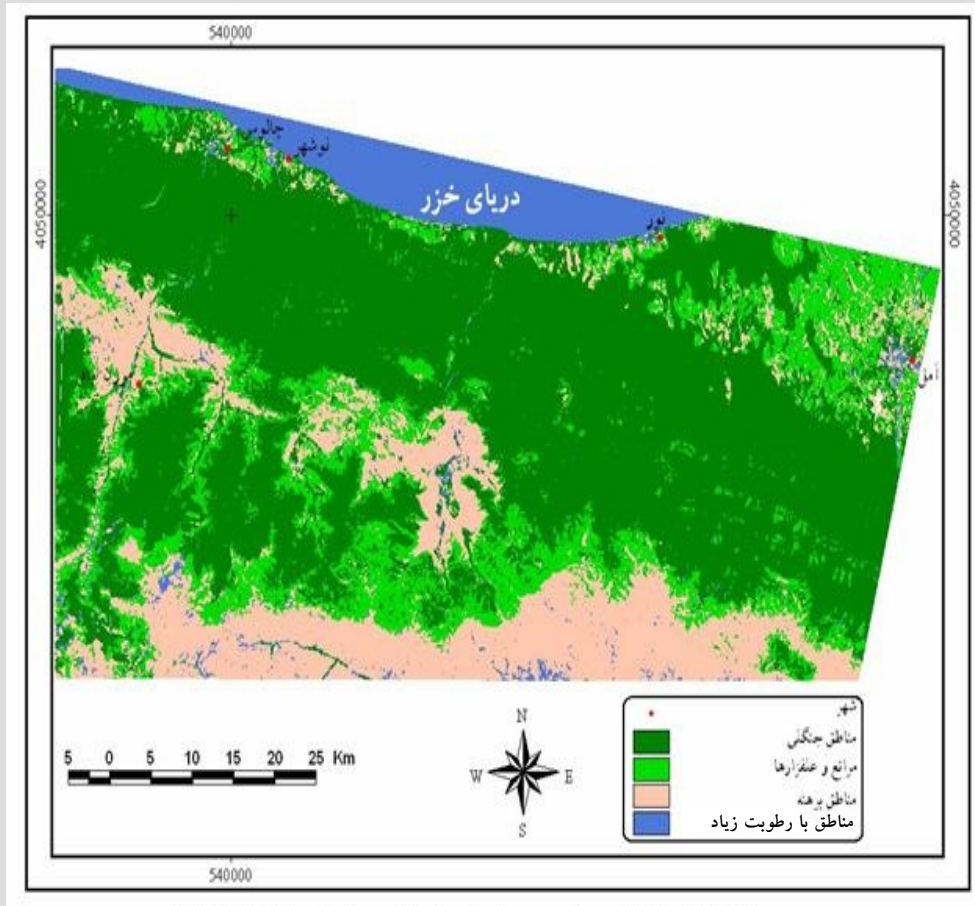 540000
4050000
4050000
چالوس
نوشهر
دریای خزر
نور
آمل
5 0 5 10 15 20 25 Km
N
W E
S
شهر
مناطق جنگلی
مراتع و علفزارها
مناطق برهنه
مناطق با رطوبت زیاد
540000